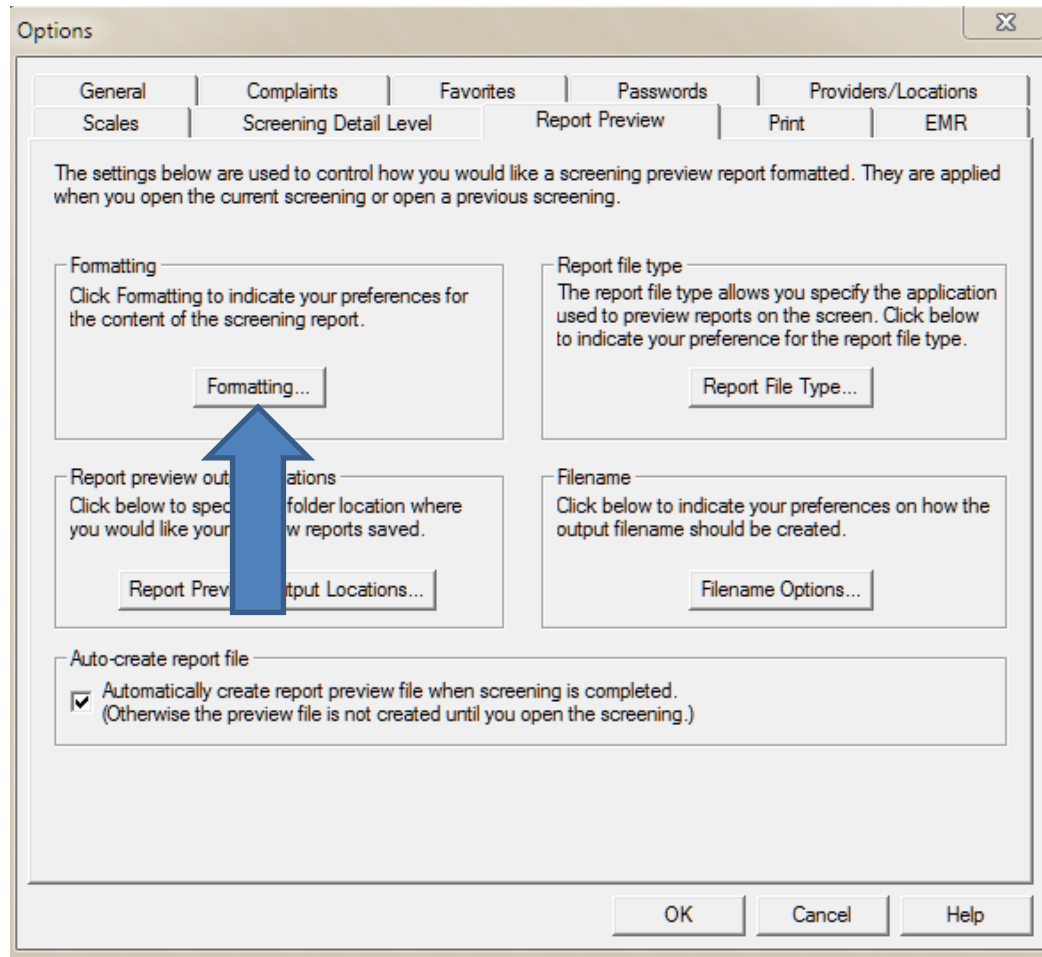 Options
General Complaints Favorites Passwords Providers/Locations
Scales Screening Detail Level Report Preview Print EMR
The settings below are used to control how you would like a screening preview report formatted. They are applied
when you open the current screening or open a previous screening.
Formatting
Click Formatting to indicate your preferences for
the content of the screening report.
Formatting...
Report file type
The report file type allows you specify the application
used to preview reports on the screen. Click below
to indicate your preference for the report file type.
Report File Type...
Report preview out ations
Click below to spec folder location where
you would like your w reports saved.
Report Prev tput Locations...
Filename
Click below to indicate your preferences on how the
output filename should be created.
Filename Options...
Auto-create report file
Automatically create report preview file when screening is completed.
(Otherwise the preview file is not created until you open the screening.)
OK Cancel Help